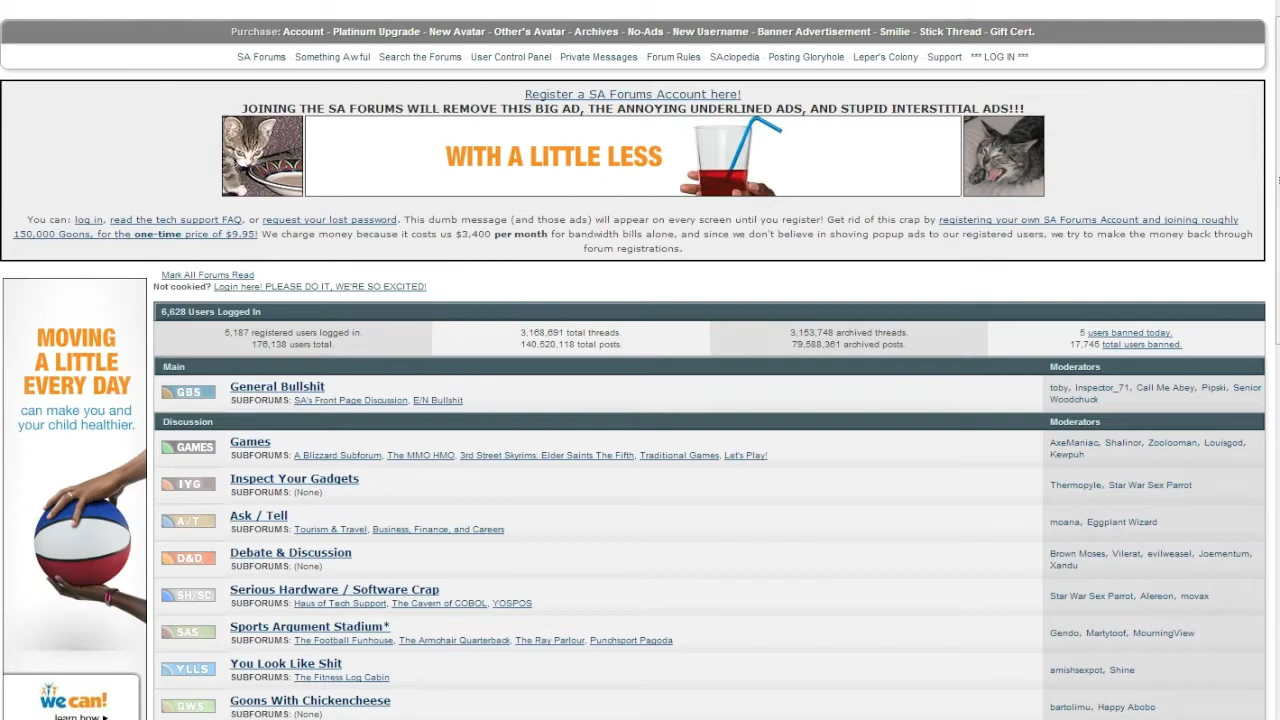 Purchase: Account - Platinum Upgrade - New Avatar - Other's Avatar - Archives - No-Ads - New Username - Banner Advertisement - Smilie - Stick Thread - Gift Cert.
SA Forums · Something Awful · Search the Forums · User Control Panel · Private Messages · Forum Rules · SAclopedia · Posting Gloryhole · Leper's Colony · Support · *** LOG IN ***
Register a SA Forums Account here!
JOINING THE SA FORUMS WILL REMOVE THIS BIG AD, THE ANNOYING UNDERLINED ADS, AND STUPID INTERSTITIAL ADS!!!
WITH A LITTLE LESS
You can: log in, read the tech support FAQ, or request your lost password. This dumb message (and those ads) will appear on every screen until you register! Get rid of this crap by registering your own SA Forums Account and joining roughly
150,000 Goons, for the one-time price of $9.95! We charge money because it costs us $3,400 per month for bandwidth bills alone, and since we don't believe in shoving popup ads to our registered users, we try to make the money back through
forum registrations.
Mark All Forums Read
Not cookied? Login here! PLEASE DO IT, WE'RE SO EXCITED!
MOVING
A LITTLE
EVERY DAY
can make you and
your child healthier.
we can!
learn how ▶
6,628 Users Logged In
5,187 registered users logged in.
176,138 users total.
3,168,691 total threads.
140,520,118 total posts.
3,153,748 archived threads.
79,588,361 archived posts.
5 users banned today.
17,745 total users banned.
Main Moderators
GBS General Bullshit
SUBFORUMS: SA's Front Page Discussion, E/N Bullshit
toby, Inspector_71, Call Me Abey, Pipski, Senior
Woodchuck
Discussion Moderators
GAMES Games
SUBFORUMS: A Blizzard Subforum, The MMO HMO, 3rd Street Skyrims: Elder Saints The Fifth, Traditional Games, Let's Play!
AxeManiac, Shalinor, Zoolooman, Louisgod,
Kewpuh
IYG Inspect Your Gadgets
SUBFORUMS: (None)
Thermopyle, Star War Sex Parrot
A/T Ask / Tell
SUBFORUMS: Tourism & Travel, Business, Finance, and Careers
moana, Eggplant Wizard
D&D Debate & Discussion
SUBFORUMS: (None)
Brown Moses, Vilerat, evilweasel, Joementum,
Xandu
SH/SC Serious Hardware / Software Crap
SUBFORUMS: Haus of Tech Support, The Cavern of COBOL, YOSPOS
Star War Sex Parrot, Alereon, movax
SAS Sports Argument Stadium*
SUBFORUMS: The Football Funhouse, The Armchair Quarterback, The Ray Parlour, Punchsport Pagoda
Gendo, Martytoof, MourningView
YLLS You Look Like Shit
SUBFORUMS: The Fitness Log Cabin
amishsexpot, Shine
GWS Goons With Chickencheese
SUBFORUMS: (None)
bartolimu, Happy Abobo